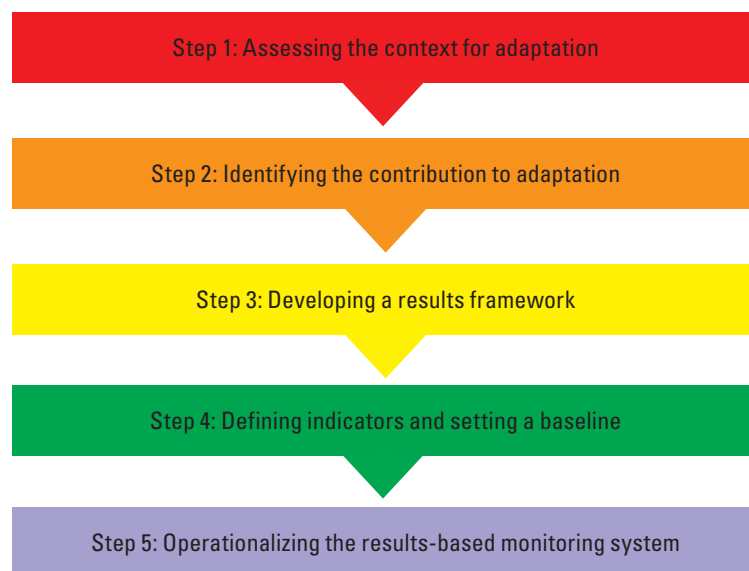 Step 1: Assessing the context for adaptation
Step 2: Identifying the contribution to adaptation
Step 3: Developing a results framework
Step 4: Defining indicators and setting a baseline
Step 5: Operationalizing the results-based monitoring system